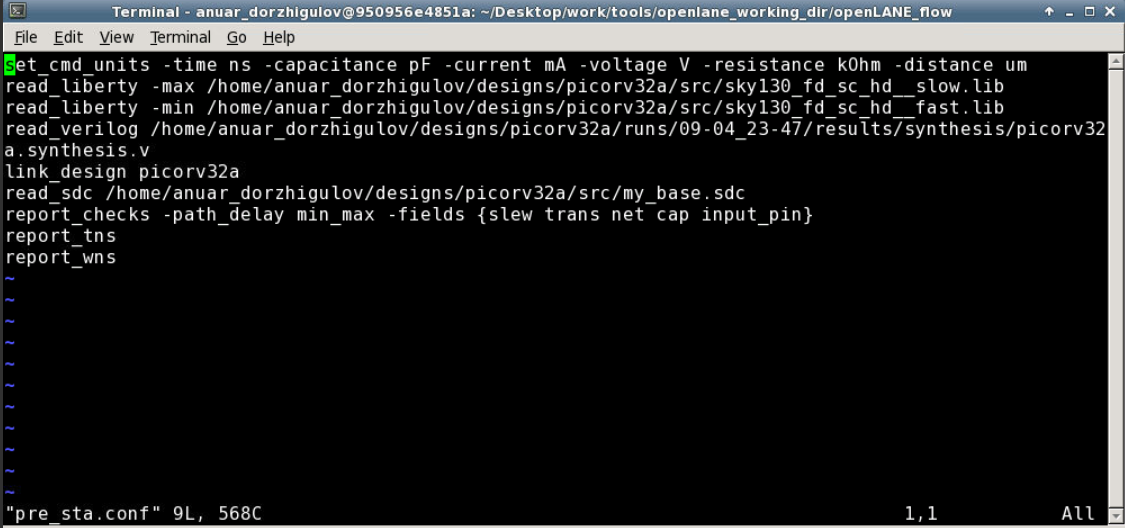 Terminal - anuar_dorzhigulov@950956e4851a: ~/Desktop/work/tools/openlane_working_dir/openLANE_flow
File Edit View Terminal Go Help
set_cmd_units -time ns -capacitance pF -current mA -voltage V -resistance kOhm -distance um
read_liberty -max /home/anuar_dorzhigulov/designs/picorv32a/src/sky130_fd_sc_hd__slow.lib
read_liberty -min /home/anuar_dorzhigulov/designs/picorv32a/src/sky130_fd_sc_hd__fast.lib
read_verilog /home/anuar_dorzhigulov/designs/picorv32a/runs/09-04_23-47/results/synthesis/picorv32
a.synthesis.v
link_design picorv32a
read_sdc /home/anuar_dorzhigulov/designs/picorv32a/src/my_base.sdc
report_checks -path_delay min_max -fields {slew trans net cap input_pin}
report_tns
report_wns
~
~
~
~
~
~
~
~
~
~
~
"pre_sta.conf" 9L, 568C 1,1 All